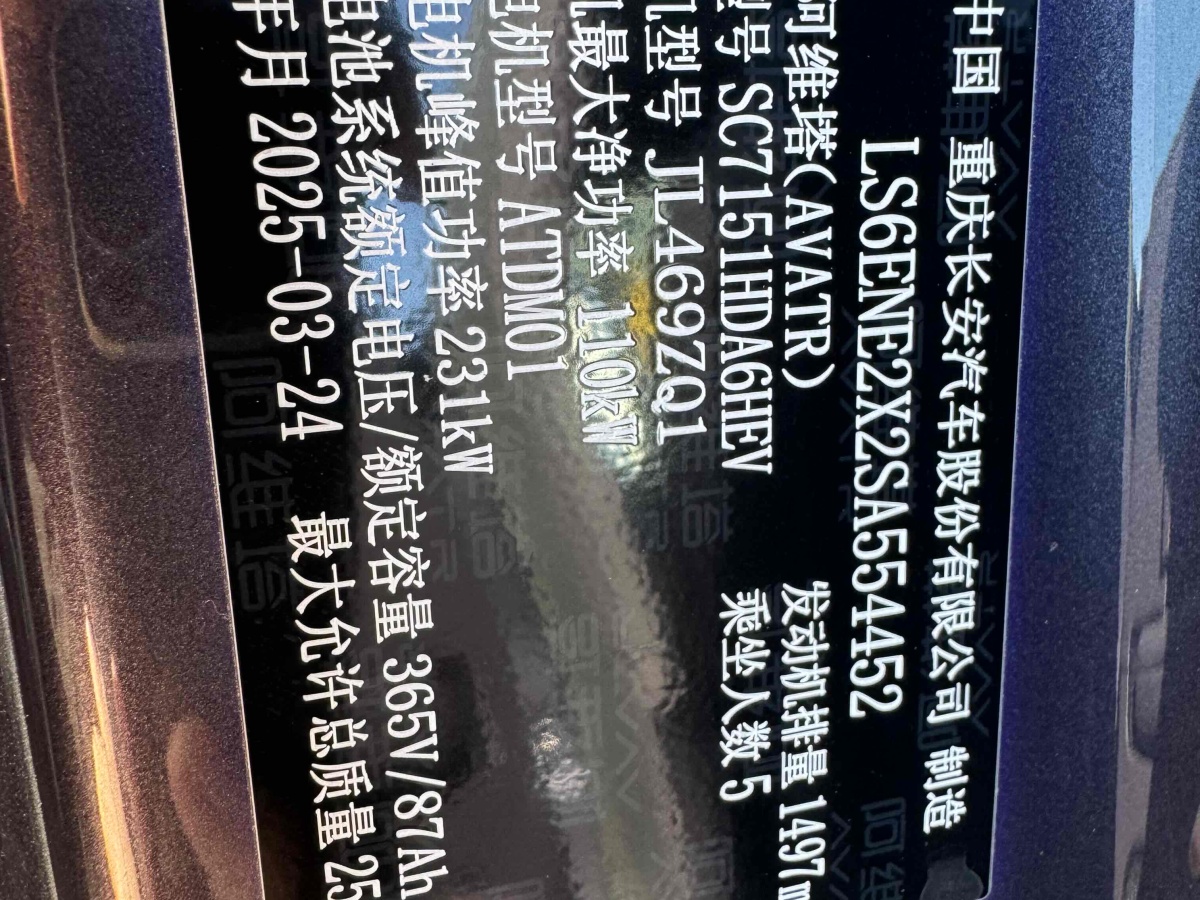 中国 重庆长安汽车股份有限公司 制造
LS6ENE2X2SA554452
阿维塔(AVATR) 发动机排量 1497m
型号 SC7151HDA6HEV 乘坐人数 5
机型号 JL469ZQ1
机最大净功率 110kW
电机型号 ATDM01
电机峰值功率 231kW
电池系统额定电压/额定容量 365V/87Ah
年月 2025-03-24 最大允许总质量 25